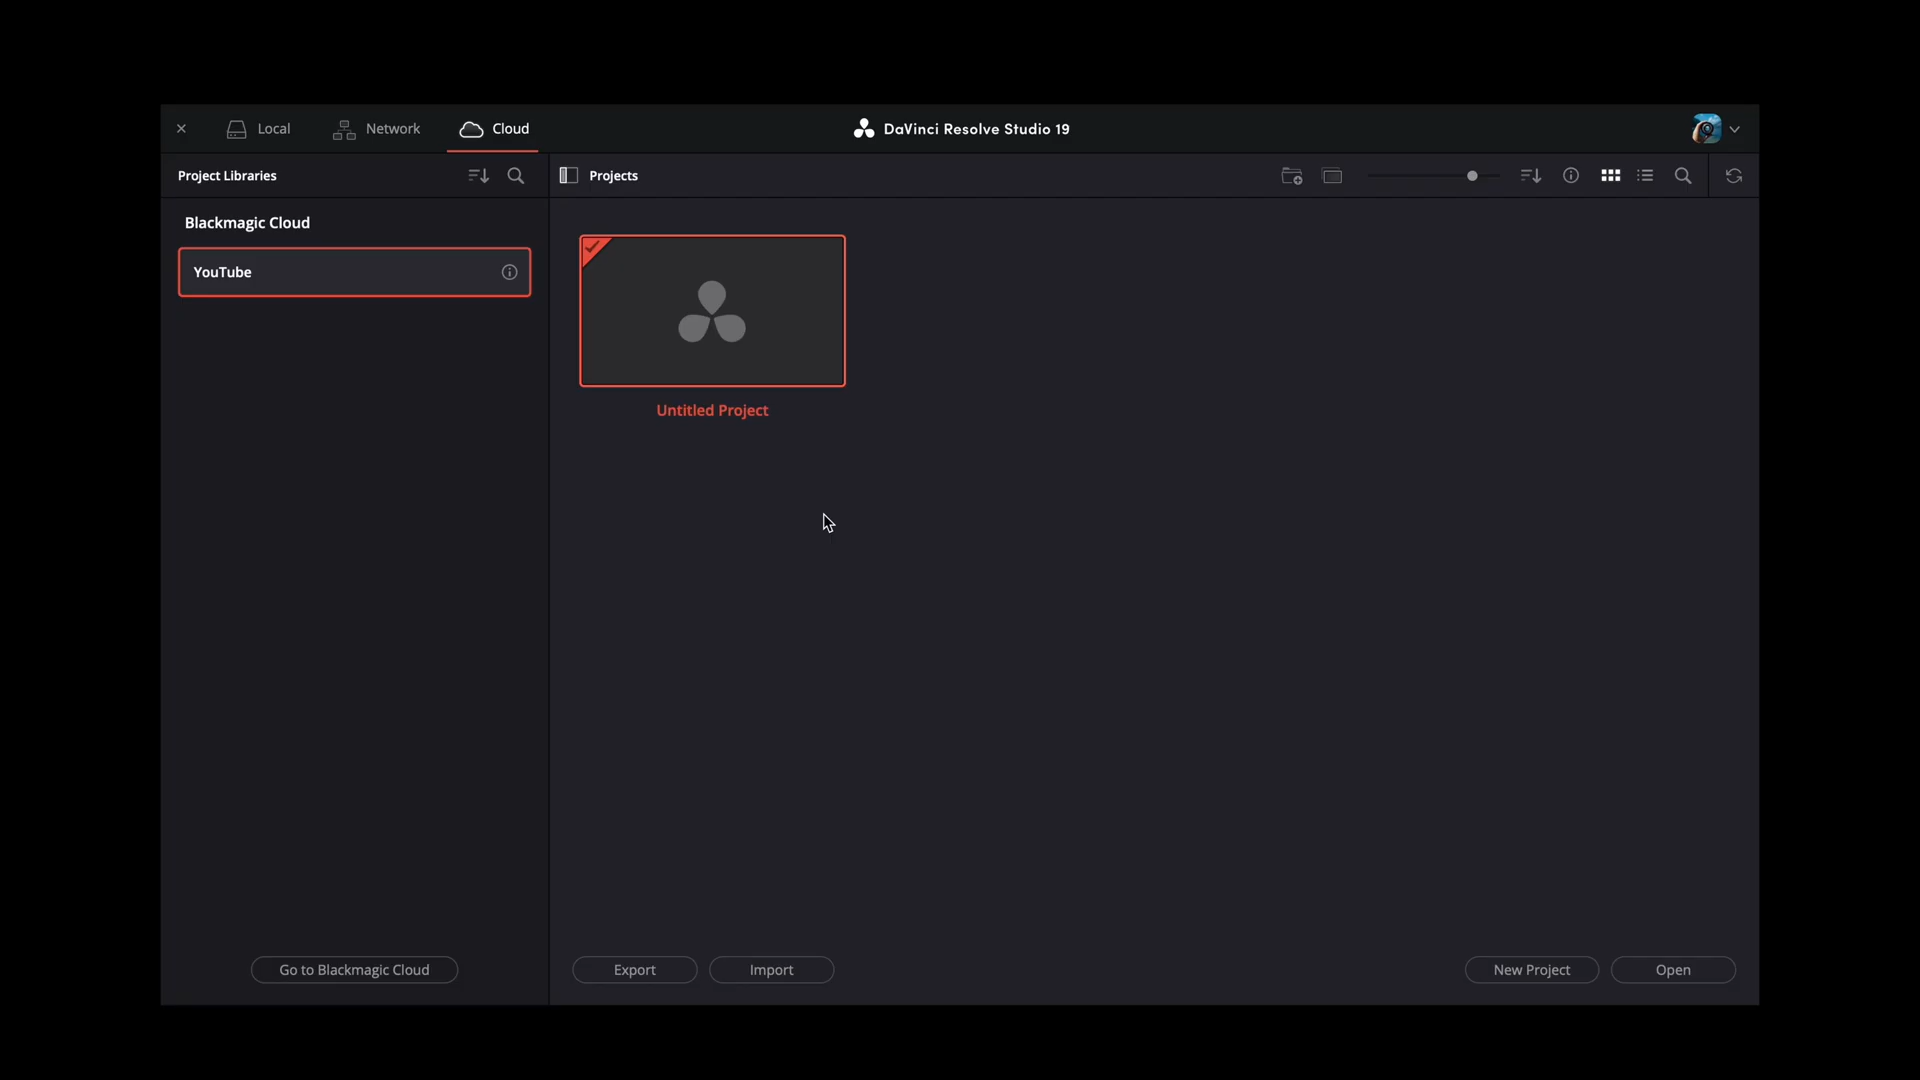 Local
Network
Cloud
DaVinci Resolve Studio 19
Project Libraries
Projects
Blackmagic Cloud
YouTube
Untitled Project
Go to Blackmagic Cloud
Export
Import
New Project
Open